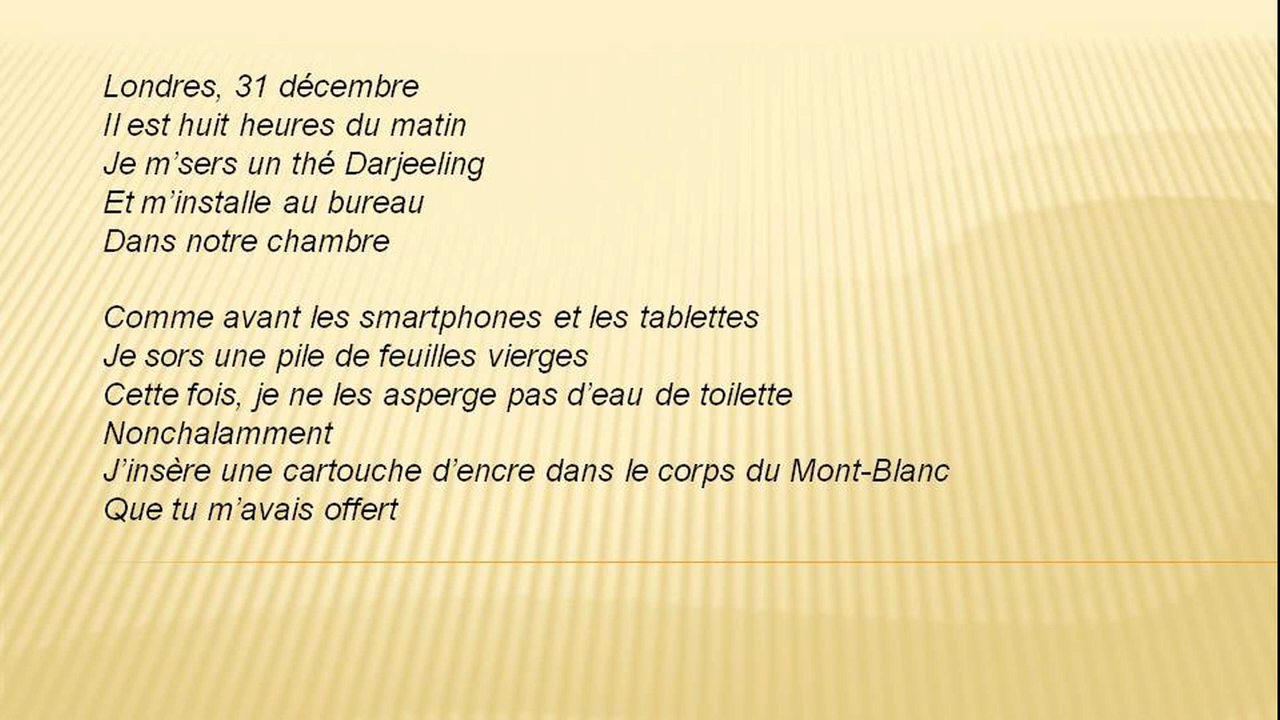 Londres, 31 décembre
Il est huit heures du matin
Je m'sers un thé Darjeeling
Et m'installe au bureau
Dans notre chambre
Comme avant les smartphones et les tablettes
Je sors une pile de feuilles vierges
Cette fois, je ne les asperge pas d'eau de toilette
Nonchalamment
J'insère une cartouche d'encre dans le corps du Mont-Blanc
Que tu m'avais offert